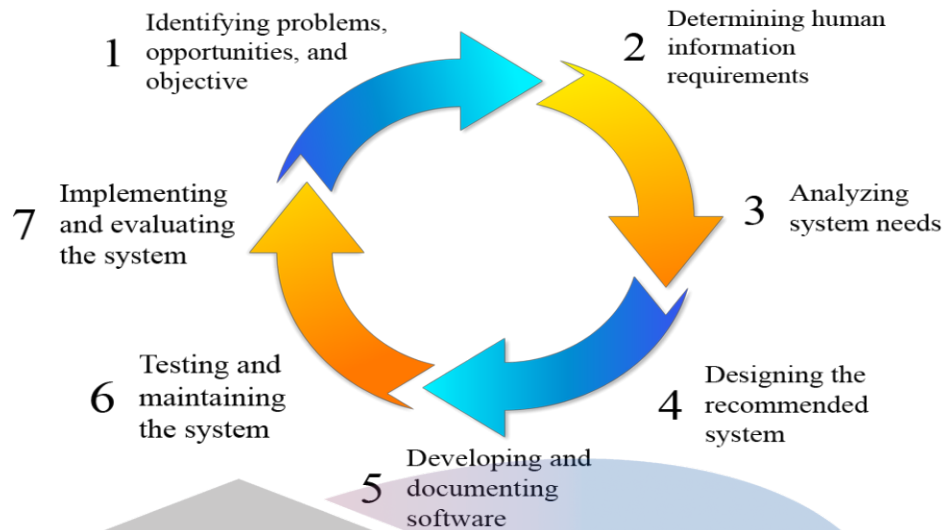 1
Identifying problems,
opportunities, and
objective
2
Determining human
information
requirements
3
Analyzing
system needs
4
Designing the
recommended
system
5
Developing and
documenting
software
6
Testing and
maintaining
the system
7
Implementing
and evaluating
the system